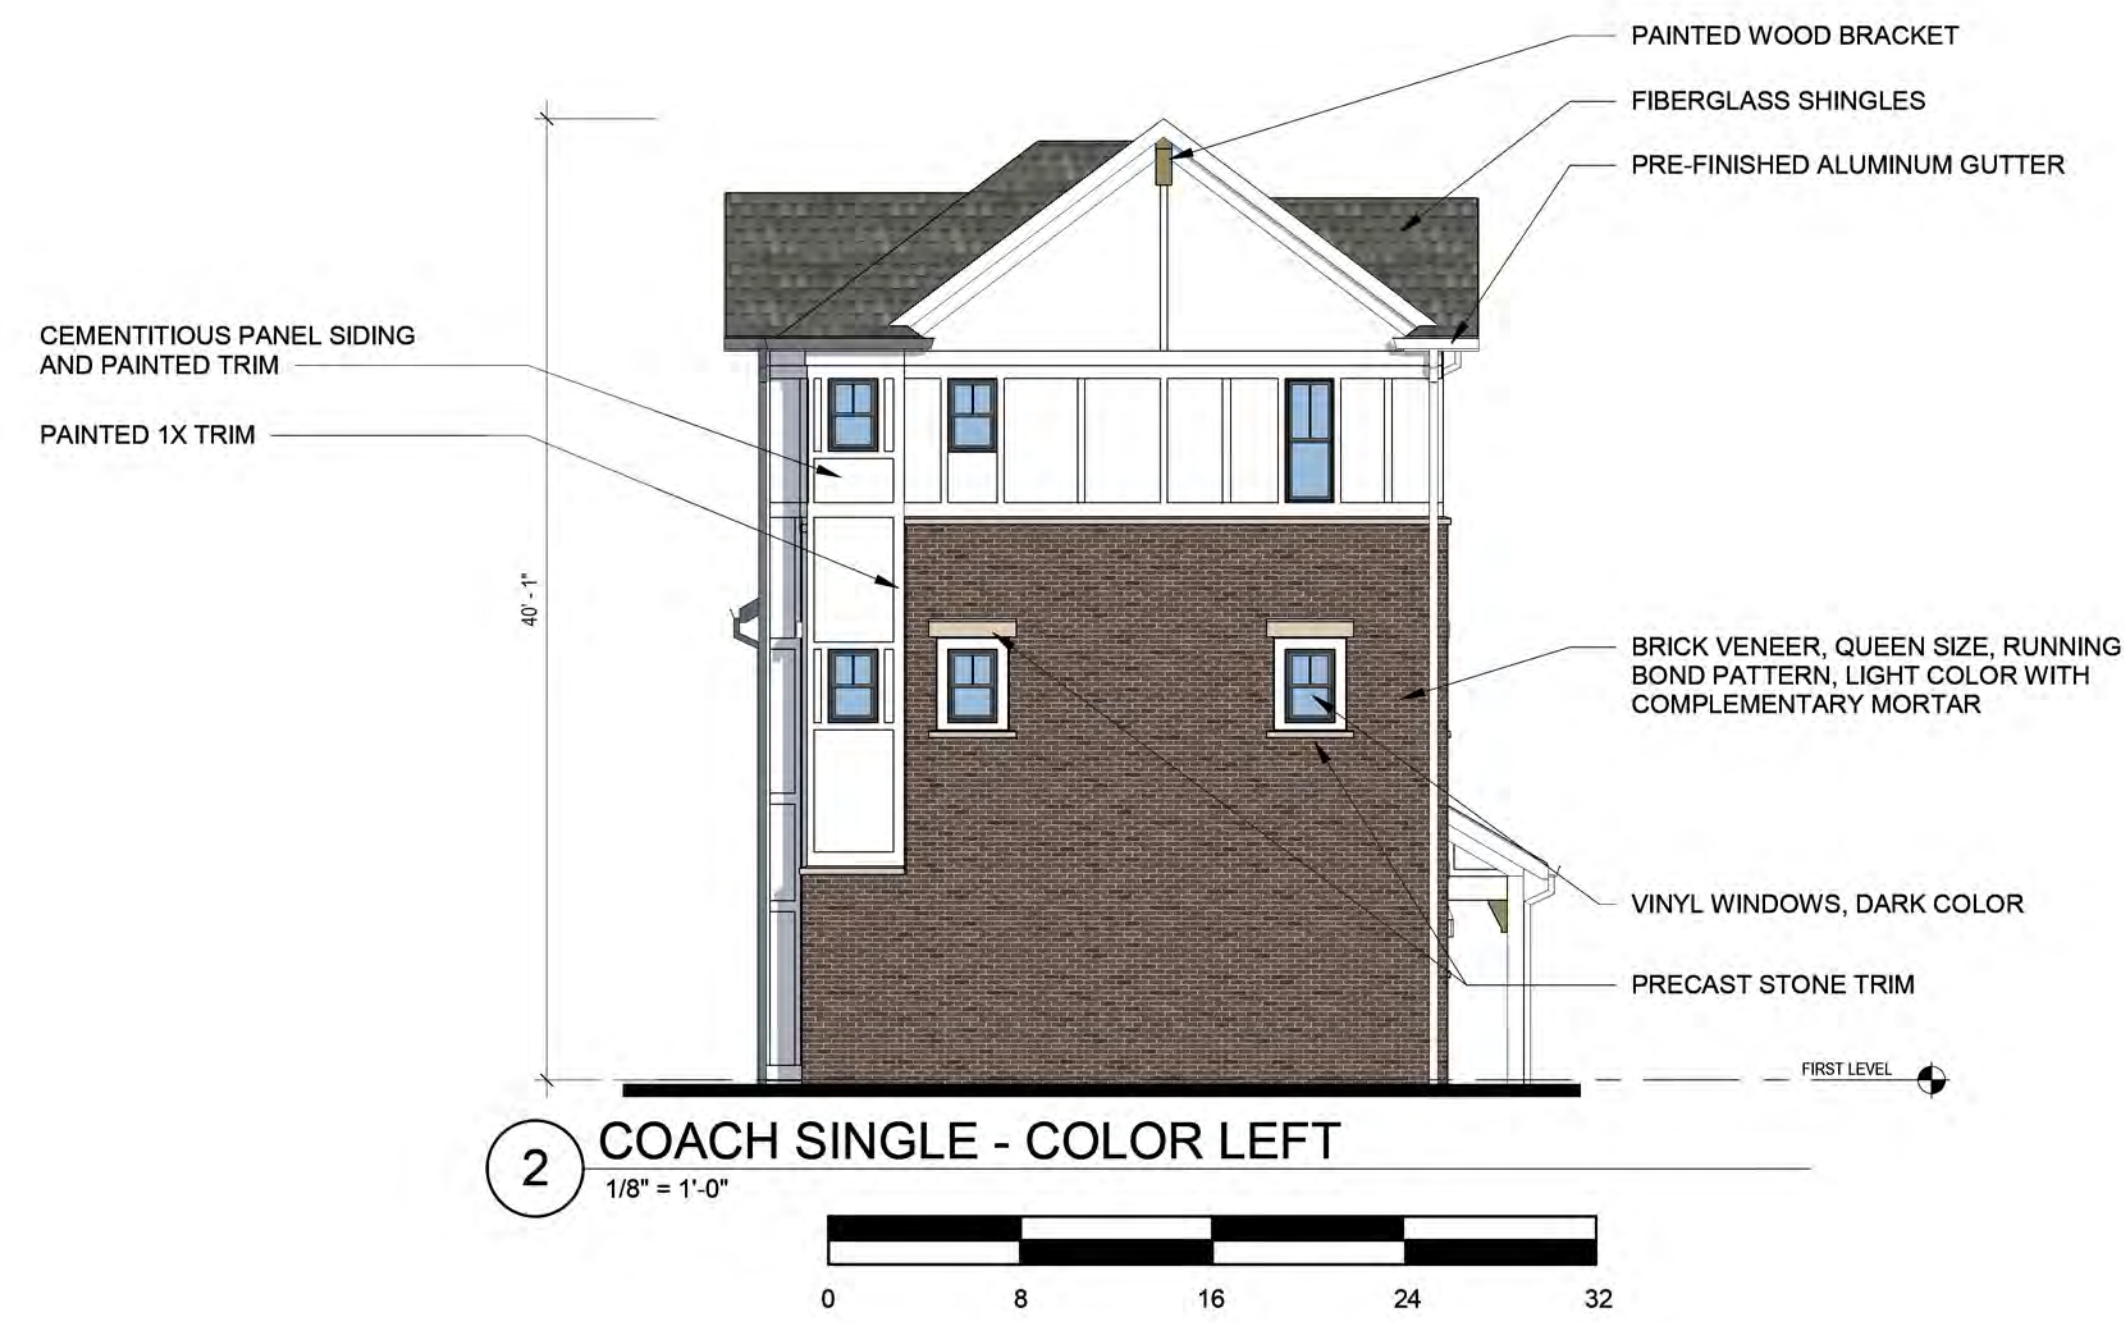 PAINTED WOOD BRACKET
FIBERGLASS SHINGLES
PRE-FINISHED ALUMINUM GUTTER
CEMENTITIOUS PANEL SIDING
AND PAINTED TRIM
PAINTED 1X TRIM
40' - 1"
BRICK VENEER, QUEEN SIZE, RUNNING
BOND PATTERN, LIGHT COLOR WITH
COMPLEMENTARY MORTAR
VINYL WINDOWS, DARK COLOR
PRECAST STONE TRIM
FIRST LEVEL
2
COACH SINGLE - COLOR LEFT
1/8" = 1'-0"
0 8 16 24 32